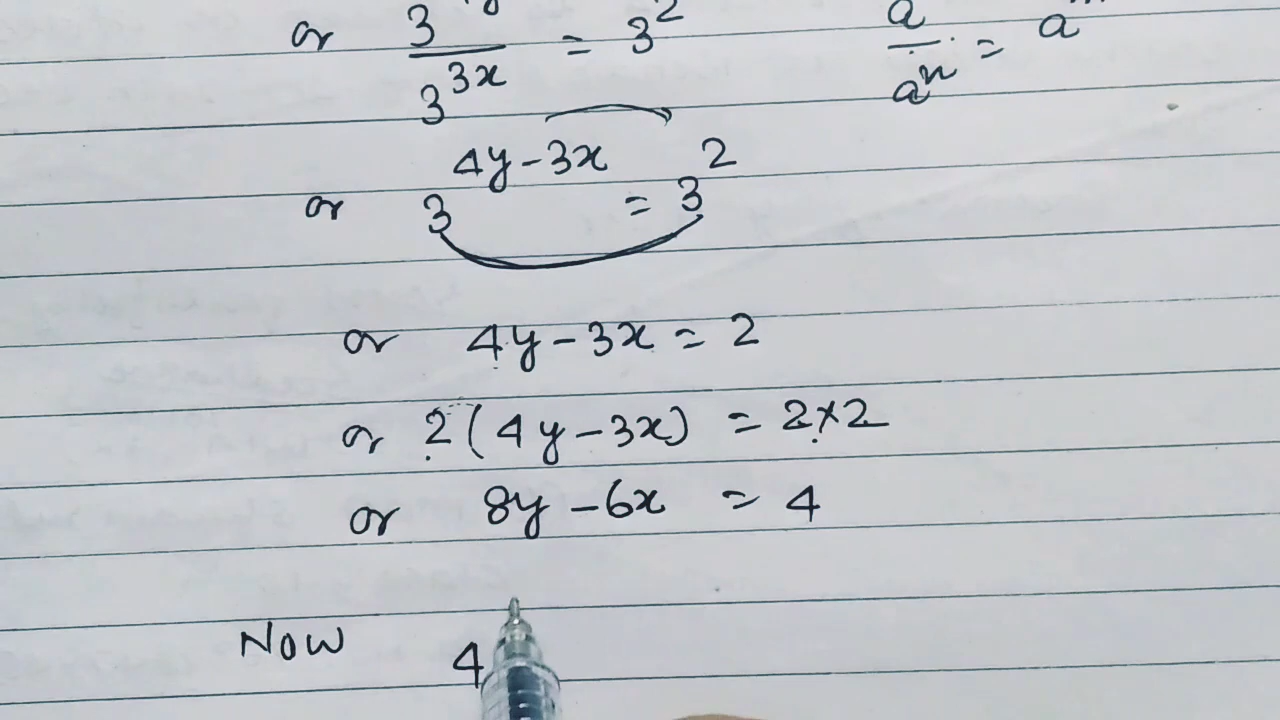 or 3 / 3^{3x} = 3^2 a / a^n = a
or 3^{4y-3x} = 3^2
or 4y - 3x = 2
or 2(4y - 3x) = 2×2
or 8y - 6x = 4
Now 4